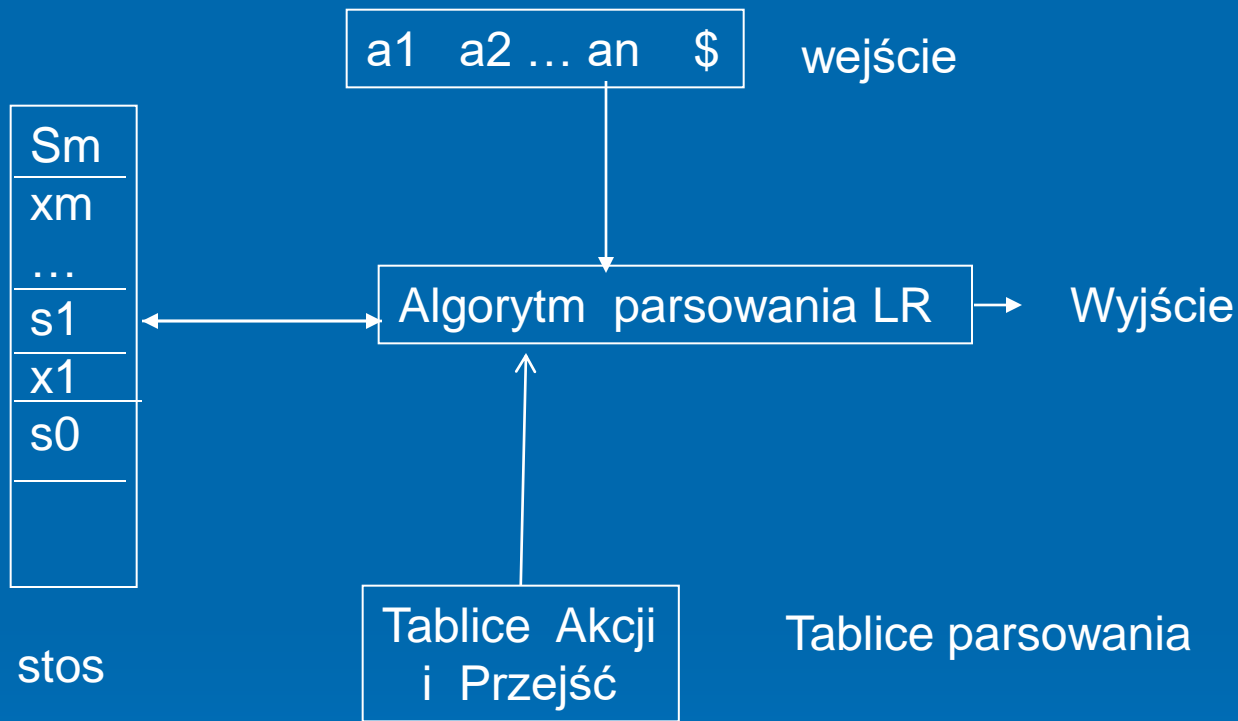 a1 a2 … an $
wejście
Sm
xm
…
s1
x1
s0
Algorytm parsowania LR
Wyjście
Tablice Akcji
i Przejść
Tablice parsowania
stos